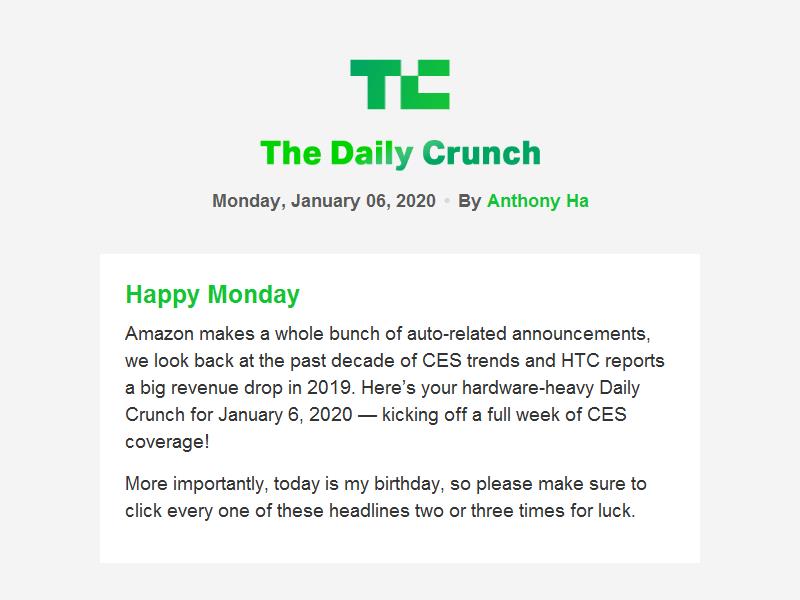 TC
The Daily Crunch
Monday, January 06, 2020 • By Anthony Ha
Happy Monday
Amazon makes a whole bunch of auto-related announcements,
we look back at the past decade of CES trends and HTC reports
a big revenue drop in 2019. Here’s your hardware-heavy Daily
Crunch for January 6, 2020 — kicking off a full week of CES
coverage!
More importantly, today is my birthday, so please make sure to
click every one of these headlines two or three times for luck.